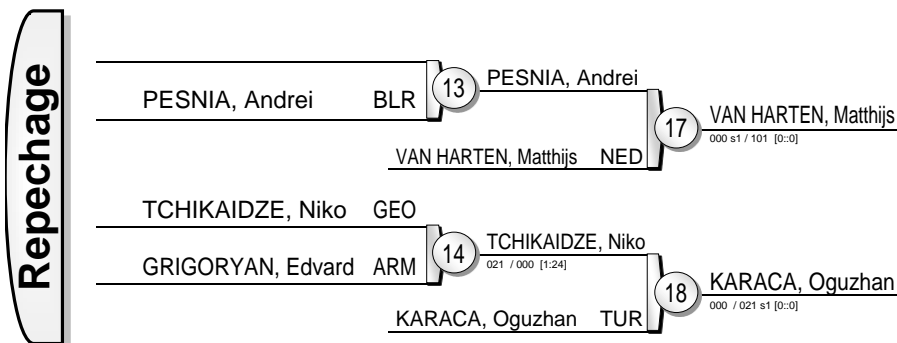 Repechage
PESNIA, Andrei BLR
13
PESNIA, Andrei
VAN HARTEN, Matthijs NED
17
VAN HARTEN, Matthijs
000 s1 / 101 [0::0]
TCHIKAIDZE, Niko GEO
GRIGORYAN, Edvard ARM
14
TCHIKAIDZE, Niko
021 / 000 [1:24]
KARACA, Oguzhan TUR
18
KARACA, Oguzhan
000 / 021 s1 [0::0]